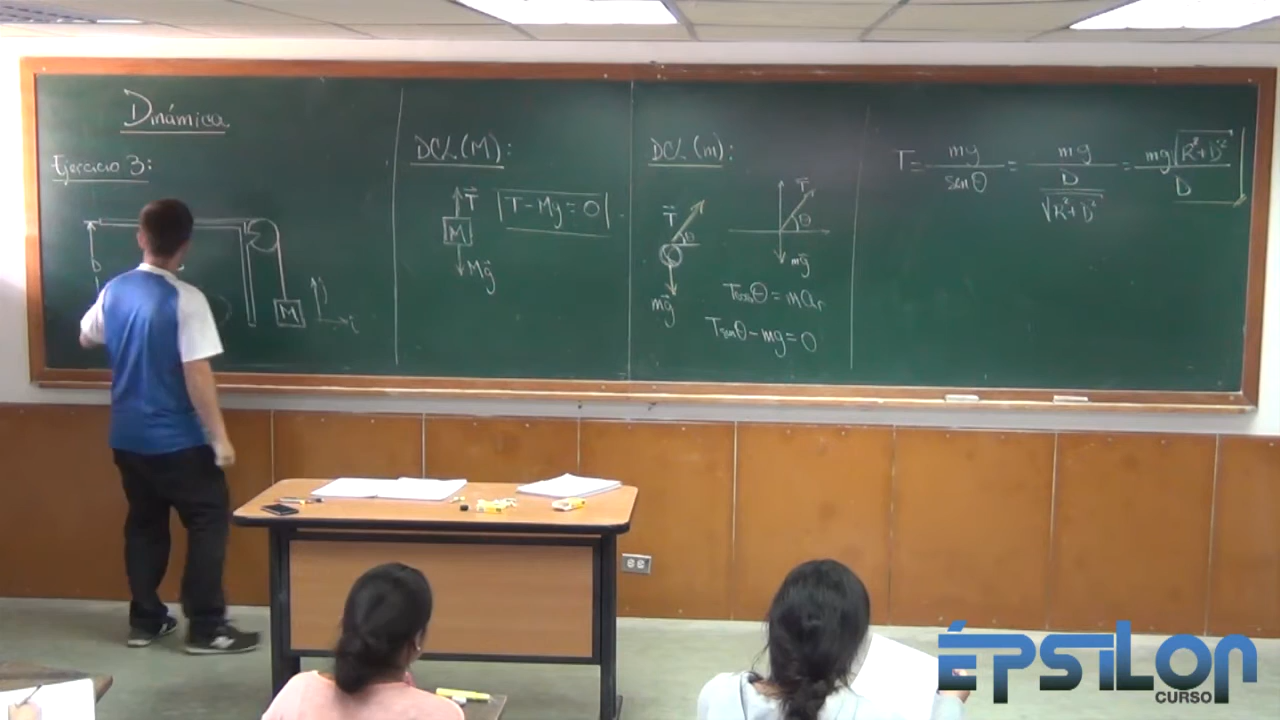 Dinámica
Ejercicio 3:
D
M
j
i
DCL (M):
T
M
Mg
T - Mg = 0
DCL (m):
T
θ
mg
T
θ
mg
Tcosθ = m a_r
Tsenθ - mg = 0
T = mg / senθ = mg / (D / √R²+D²) = mg √R²+D² / D
ÉPSILON
CURSO